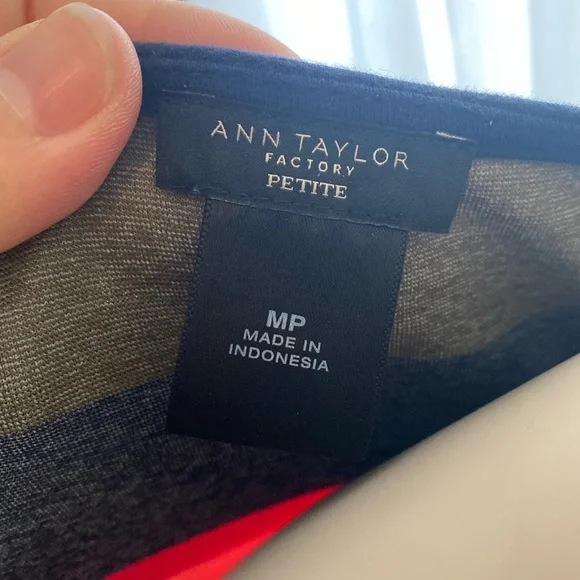 ANN TAYLOR
FACTORY
PETITE
MP
MADE IN
INDONESIA